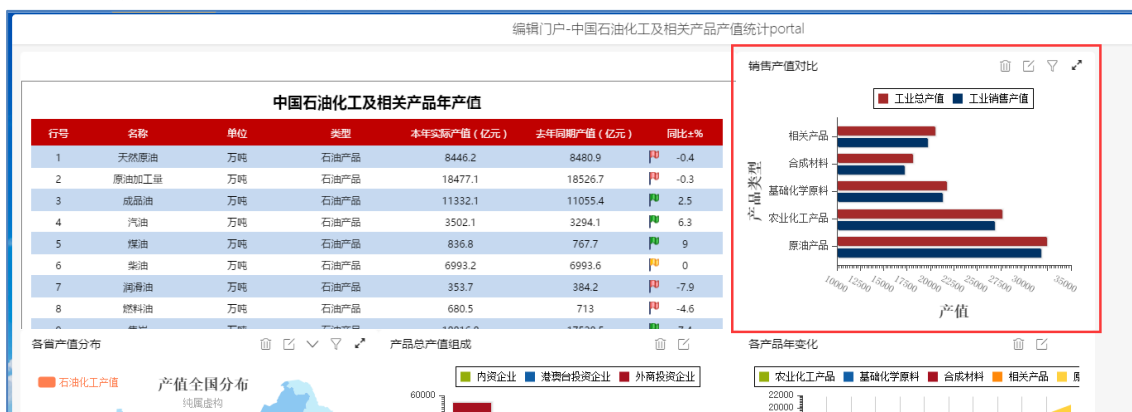 编辑门户-中国石油化工及相关产品产值统计portal
中国石油化工及相关产品年产值
行号 名称 单位 类型 本年实际产值（亿元） 去年同期产值（亿元） 同比±%
1 天然原油 万吨 石油产品 8446.2 8480.9 -0.4
2 原油加工量 万吨 石油产品 18477.1 18526.7 -0.3
3 成品油 万吨 石油产品 11332.1 11055.4 2.5
4 汽油 万吨 石油产品 3502.1 3294.1 6.3
5 煤油 万吨 石油产品 836.8 767.7 9
6 柴油 万吨 石油产品 6993.2 6993.6 0
7 润滑油 万吨 石油产品 353.7 384.2 -7.9
8 燃料油 万吨 石油产品 680.5 713 -4.6
销售产值对比
工业总产值 工业销售产值
产品类型
相关产品
合成材料
基础化学原料
农业化工产品
原油产品
10000 12500 15000 17500 20000 22500 25000 27500 30000 35000
产值
各省产值分布
石油化工产值
产值全国分布
纯属虚构
产品总产值组成
内资企业 港澳台投资企业 外商投资企业
60000
各产品年变化
农业化工产品 基础化学原料 合成材料 相关产品
22000
20000